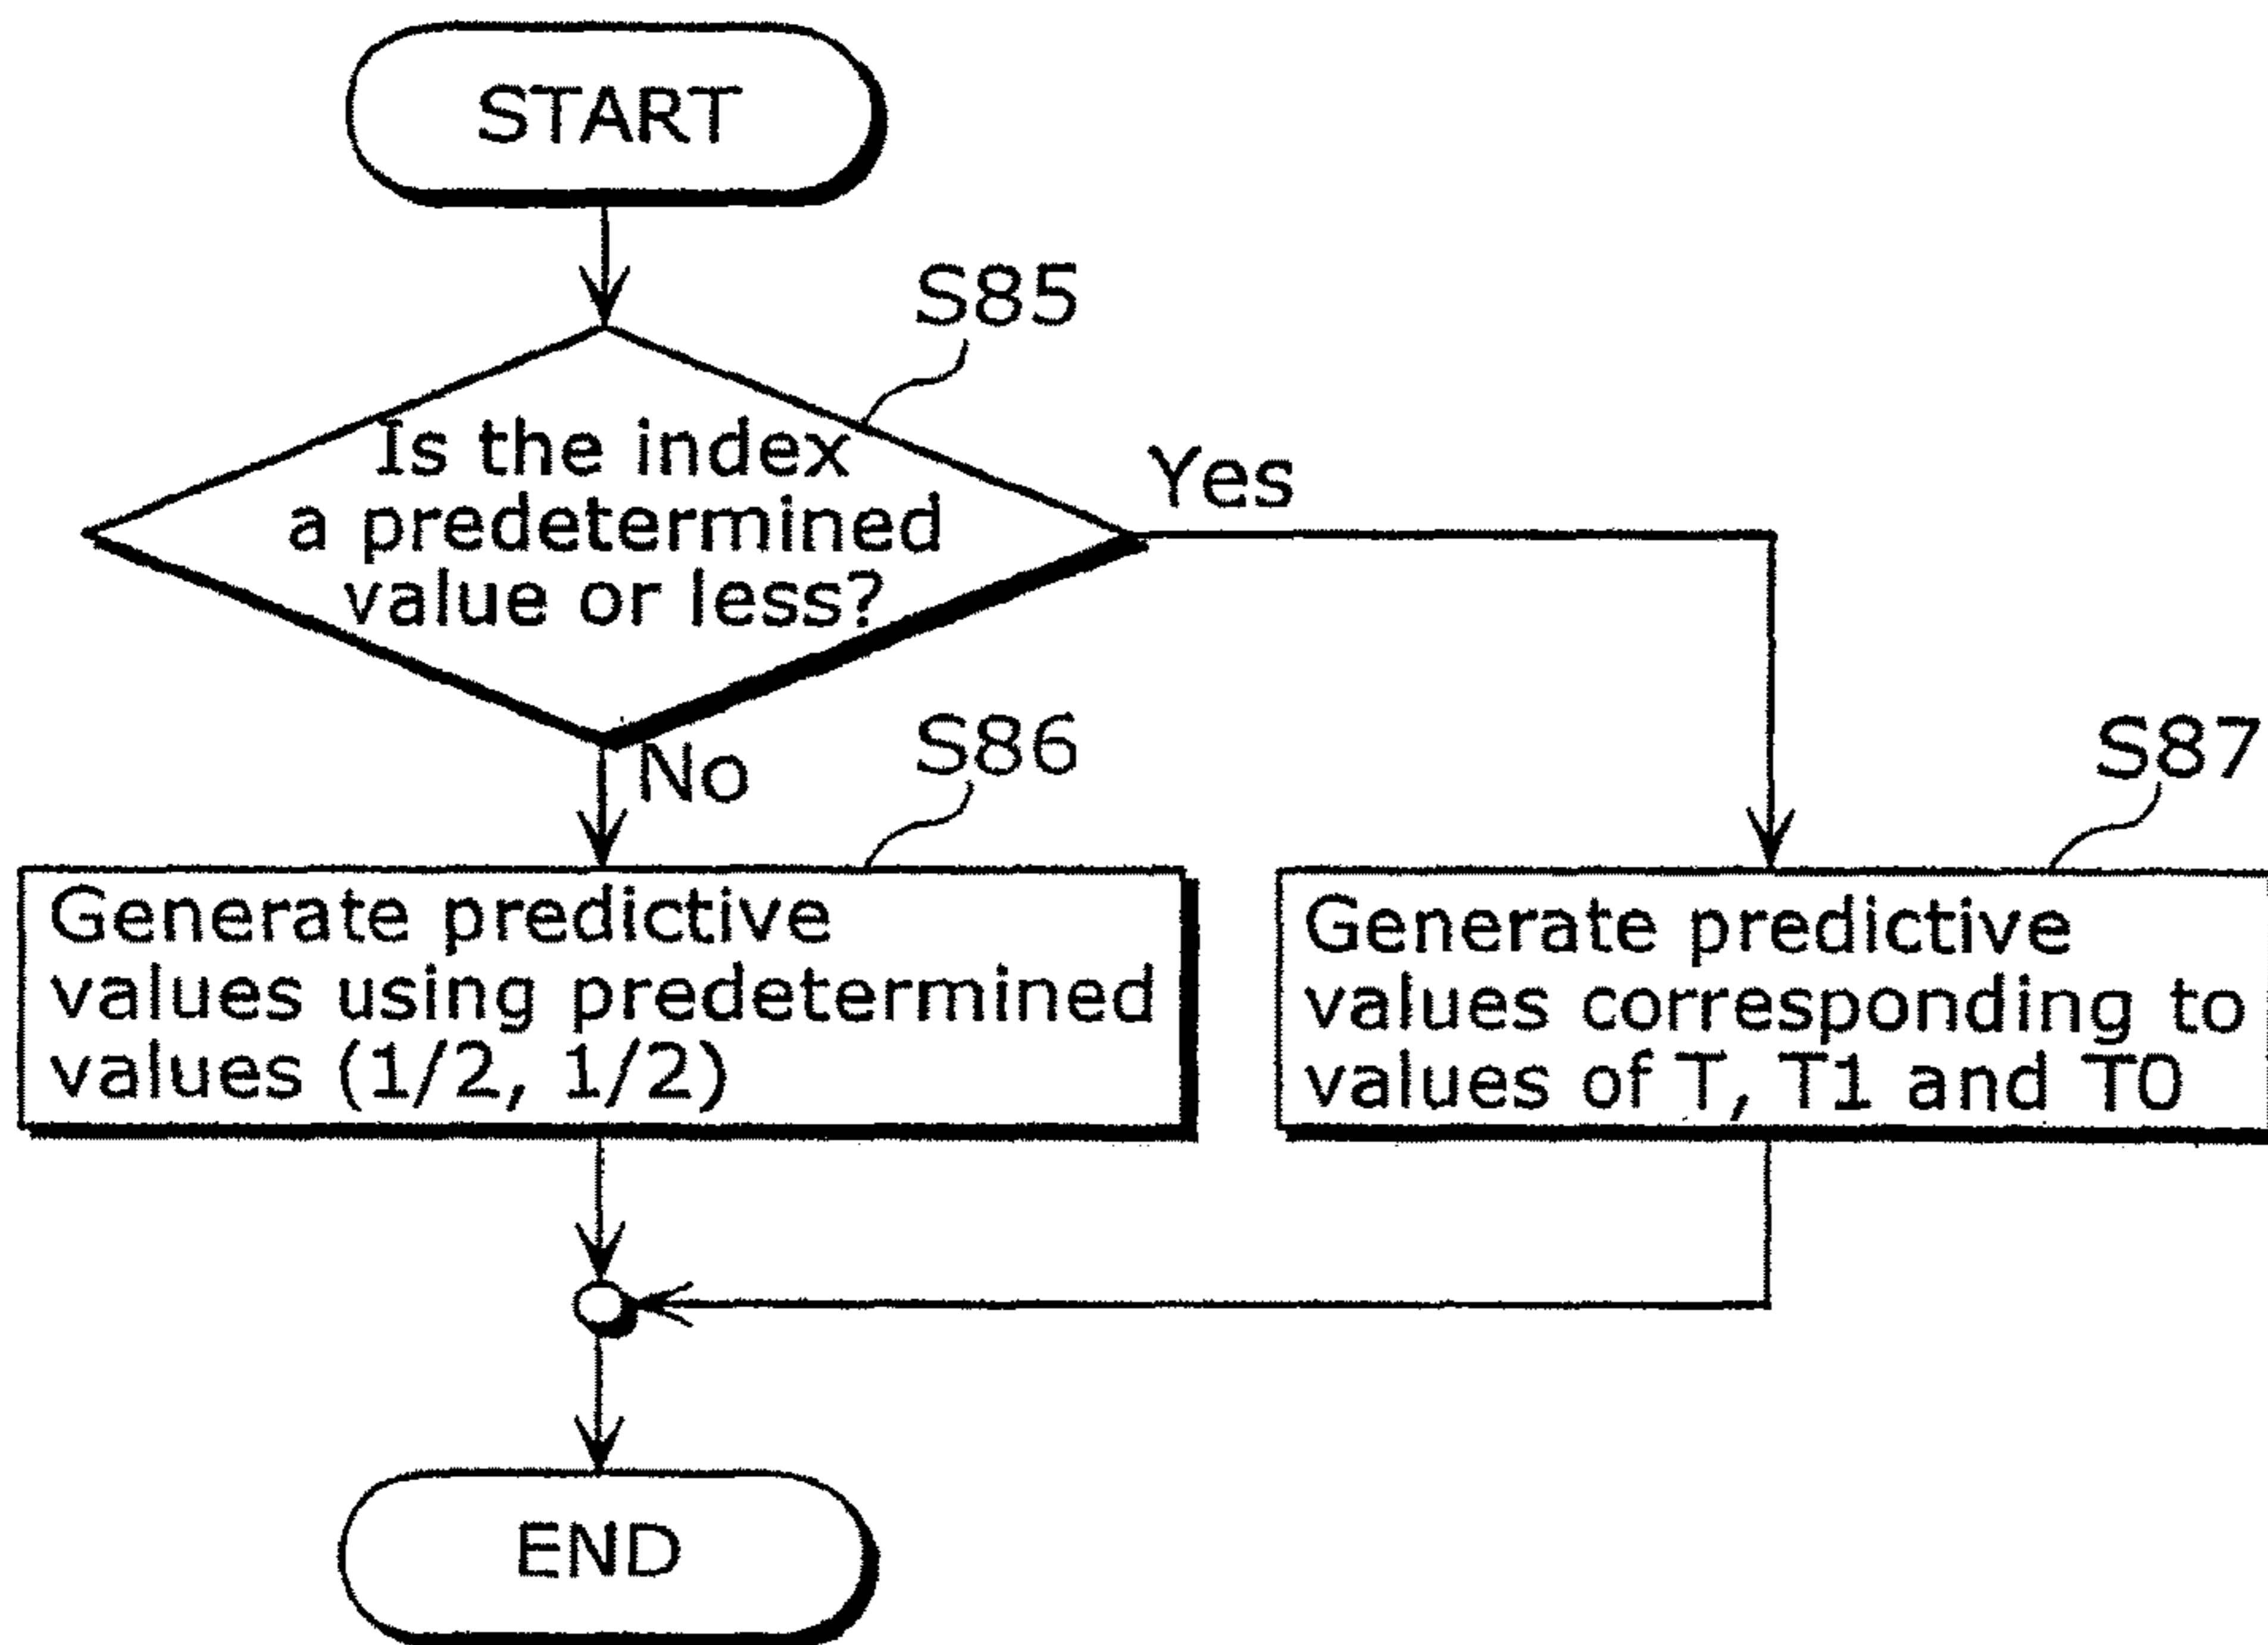 START
S85
Is the index
a predetermined
value or less?
Yes
No
S86
Generate predictive
values using predetermined
values (1/2, 1/2)
S87
Generate predictive
values corresponding to
values of T, T1 and T0
END